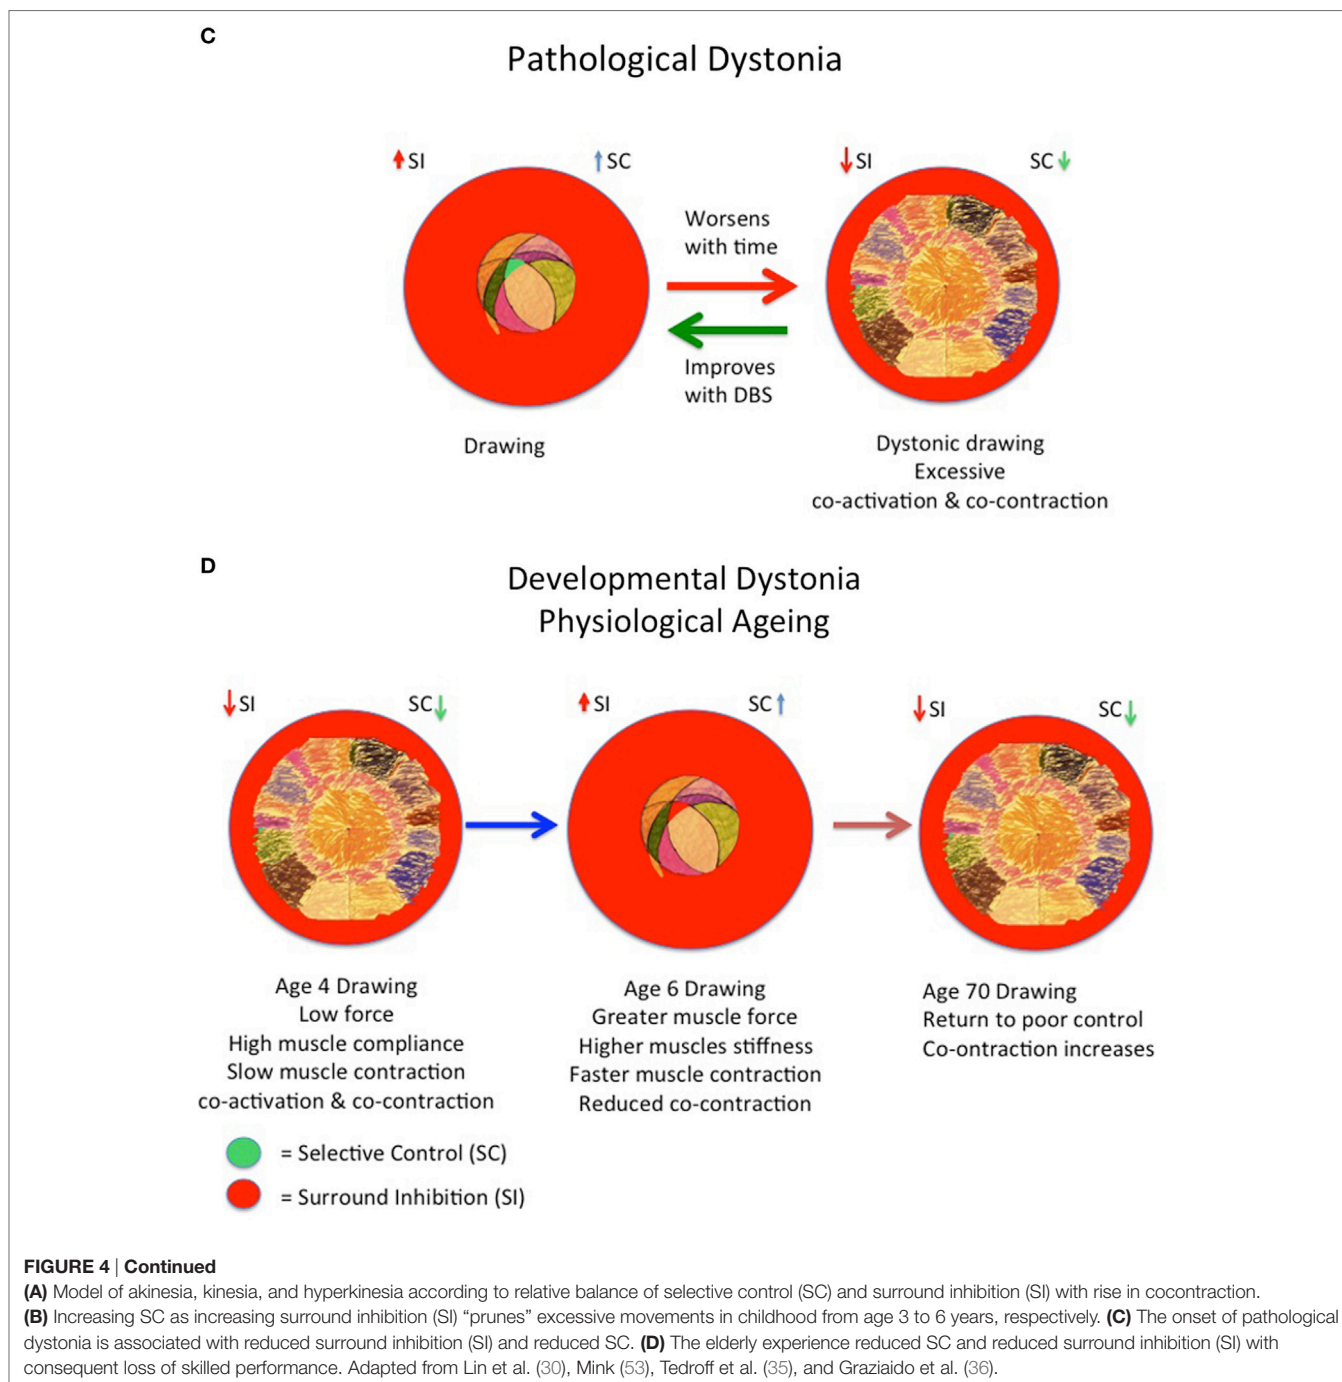 C
Pathological Dystonia
SI
SC
SI
SC
Worsens
with time
Improves
with DBS
Drawing
Dystonic drawing
Excessive
co-activation & co-contraction
D
Developmental Dystonia
Physiological Ageing
SI
SC
SI
SC
SI
SC
Age 4 Drawing
Low force
High muscle compliance
Slow muscle contraction
co-activation & co-contraction
Age 6 Drawing
Greater muscle force
Higher muscles stiffness
Faster muscle contraction
Reduced co-contraction
Age 70 Drawing
Return to poor control
Co-ontraction increases
= Selective Control (SC)
= Surround Inhibition (SI)
FIGURE 4 | Continued
(A) Model of akinesia, kinesia, and hyperkinesia according to relative balance of selective control (SC) and surround inhibition (SI) with rise in cocontraction.
(B) Increasing SC as increasing surround inhibition (SI) “prunes” excessive movements in childhood from age 3 to 6 years, respectively. (C) The onset of pathological
dystonia is associated with reduced surround inhibition (SI) and reduced SC. (D) The elderly experience reduced SC and reduced surround inhibition (SI) with
consequent loss of skilled performance. Adapted from Lin et al. (30), Mink (53), Tedroff et al. (35), and Graziaido et al. (36).